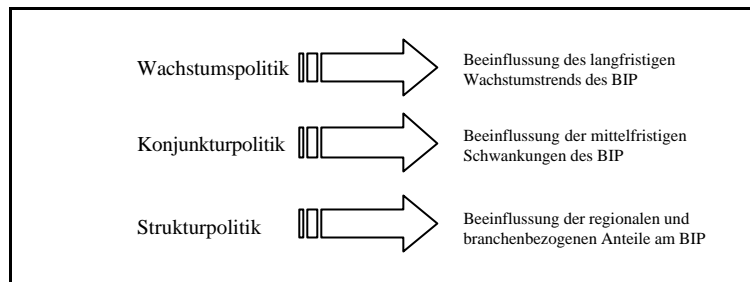 Wachstumspolitik
Beeinflussung des langfristigen
Wachstumstrends des BIP
Konjunkturpolitik
Beeinflussung der mittelfristigen
Schwankungen des BIP
Strukturpolitik
Beeinflussung der regionalen und
branchenbezogenen Anteile am BIP